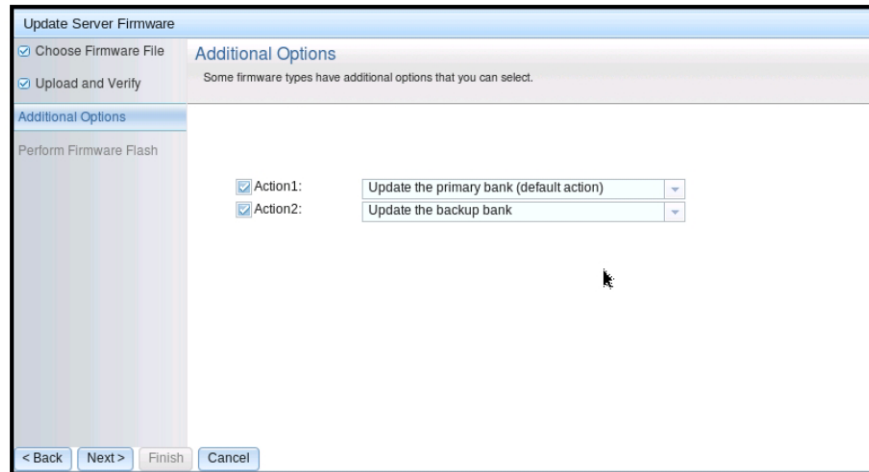 Update Server Firmware
Choose Firmware File
Upload and Verify
Additional Options
Perform Firmware Flash
Additional Options
Some firmware types have additional options that you can select.
Action1: Update the primary bank (default action)
Action2: Update the backup bank
< Back Next > Finish Cancel